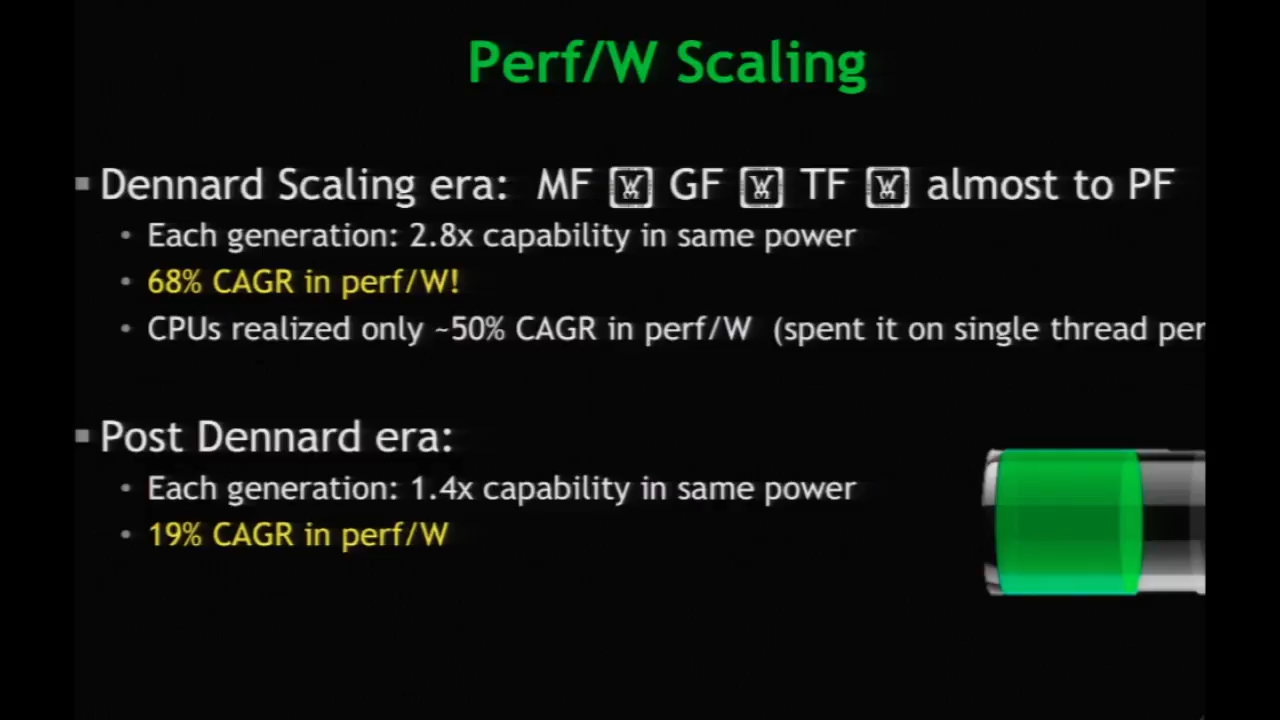 Perf/W Scaling
Dennard Scaling era: MF GF TF almost to PF
Each generation: 2.8x capability in same power
68% CAGR in perf/W!
CPUs realized only ~50% CAGR in perf/W (spent it on single thread per
Post Dennard era:
Each generation: 1.4x capability in same power
19% CAGR in perf/W